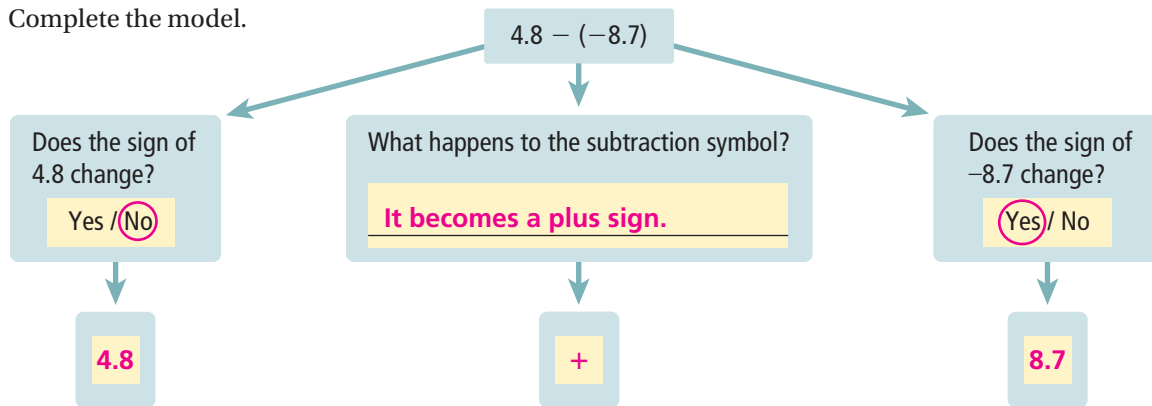 Complete the model.
4.8 − (−8.7)
Does the sign of
4.8 change?
Yes / No
4.8
What happens to the subtraction symbol?
It becomes a plus sign.
+
Does the sign of
−8.7 change?
Yes / No
8.7